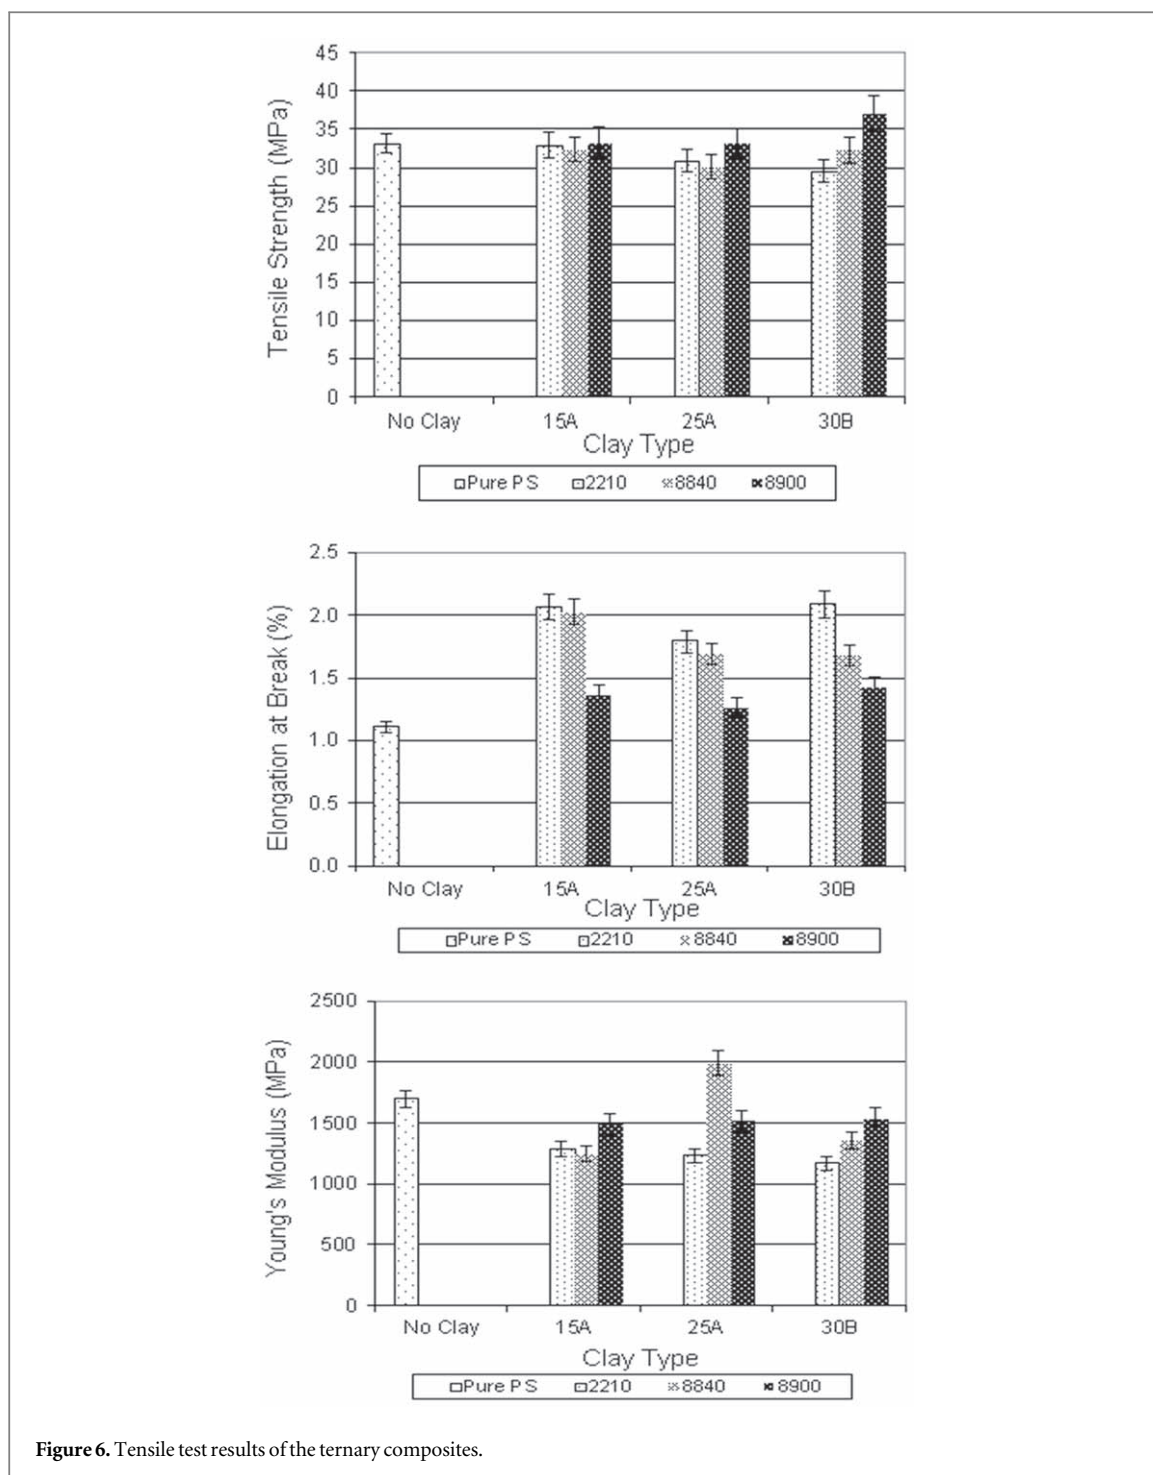 45
40
35
30
25
20
15
10
5
0
Tensile Strength (MPa)
No Clay 15A 25A 30B
Clay Type
Pure PS 2210 8840 8900
2.5
2.0
1.5
1.0
0.5
0.0
Elongation at Break (%)
No Clay 15A 25A 30B
Clay Type
Pure PS 2210 8840 8900
2500
2000
1500
1000
500
0
Young's Modulus (MPa)
No Clay 15A 25A 30B
Clay Type
Pure PS 2210 8840 8900
Figure 6. Tensile test results of the ternary composites.